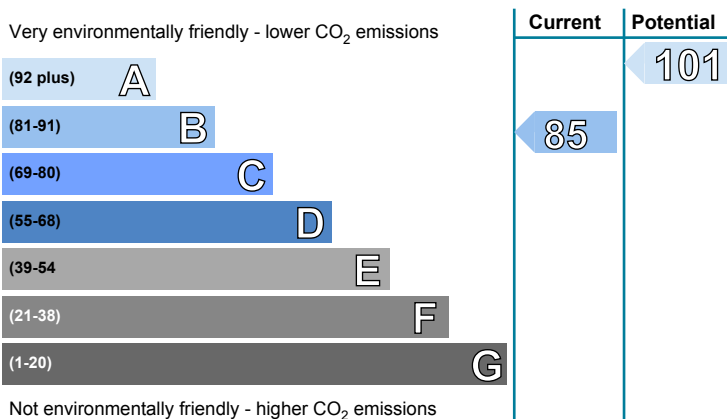 Current Potential
Very environmentally friendly - lower CO2 emissions
(92 plus) A
101
(81-91) B
85
(69-80) C
(55-68) D
(39-54 E
(21-38) F
(1-20) G
Not environmentally friendly - higher CO2 emissions